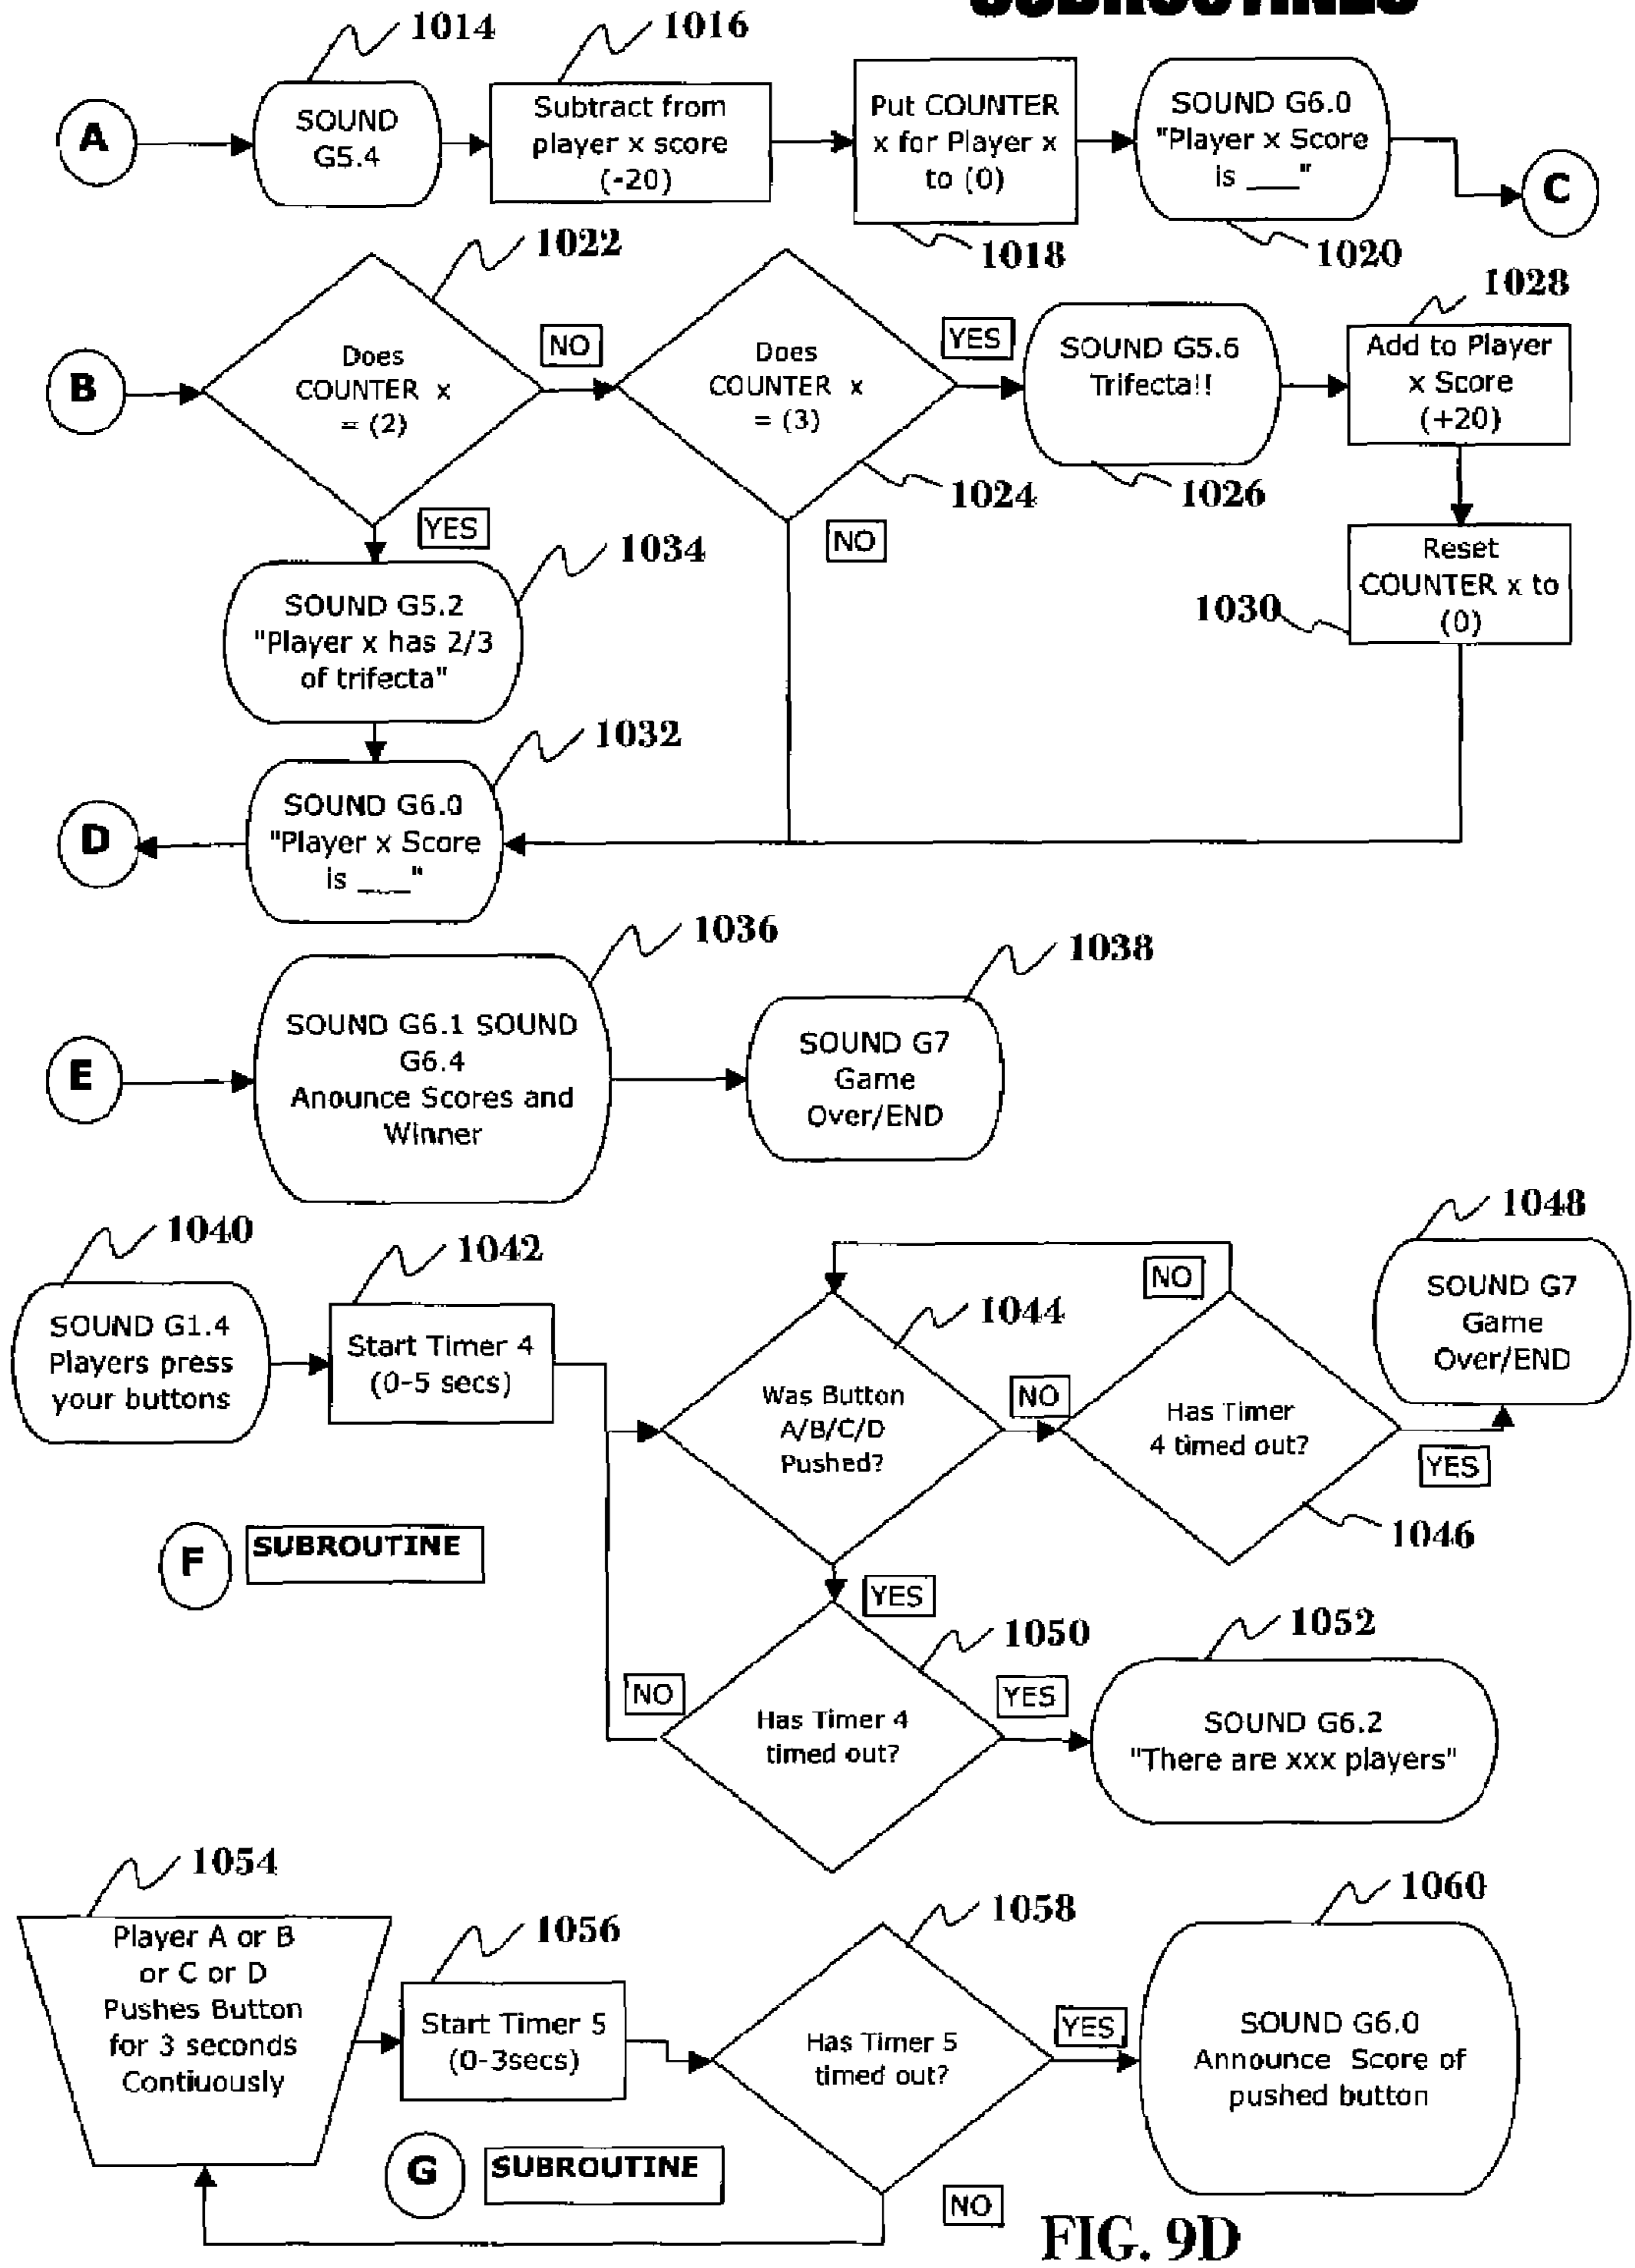 SUBROUTINES
1014
1016
A
SOUND
G5.4
Subtract from
player x score
(-20)
Put COUNTER
x for Player x
to (0)
SOUND G6.0
"Player x Score
is ___"
C
1018
1020
1022
1028
B
Does
COUNTER x
= (2)
NO
Does
COUNTER x
= (3)
YES
SOUND G5.6
Trifecta!!
Add to Player
x Score
(+20)
1024
1026
YES
NO
1034
Reset
COUNTER x to
(0)
1030
SOUND G5.2
"Player x has 2/3
of trifecta"
1032
D
SOUND G6.0
"Player x Score
is ___"
1036
1038
E
SOUND G6.1 SOUND
G6.4
Anounce Scores and
Winner
SOUND G7
Game
Over/END
1040
1042
1048
SOUND G1.4
Players press
your buttons
Start Timer 4
(0-5 secs)
1044
NO
SOUND G7
Game
Over/END
Was Button
A/B/C/D
Pushed?
NO
Has Timer
4 timed out?
YES
1046
F
SUBROUTINE
YES
1050
1052
NO
Has Timer 4
timed out?
YES
SOUND G6.2
"There are xxx players"
1054
1056
1058
1060
Player A or B
or C or D
Pushes Button
for 3 seconds
Contiuously
Start Timer 5
(0-3secs)
Has Timer 5
timed out?
YES
SOUND G6.0
Announce Score of
pushed button
G
SUBROUTINE
NO
FIG. 9D